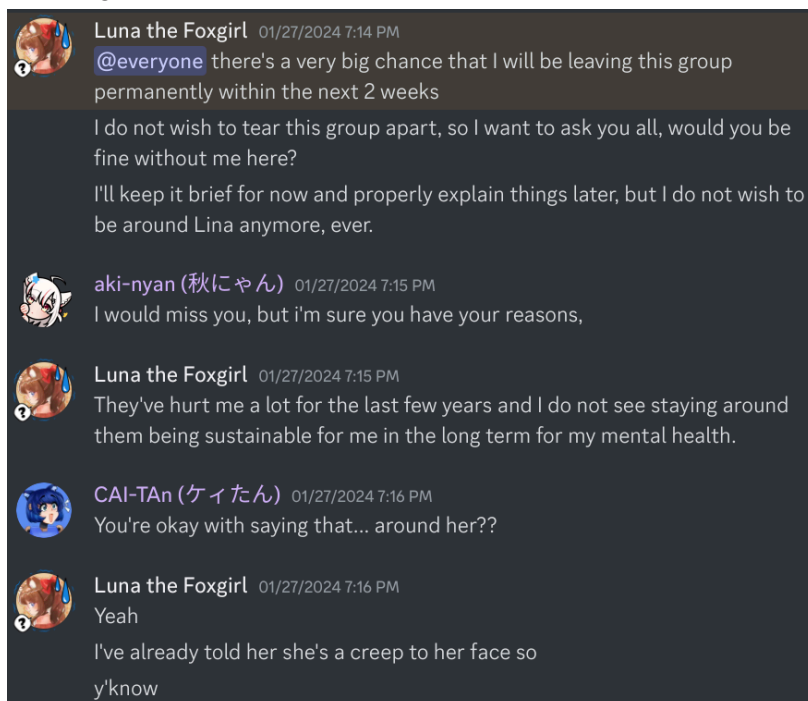 Luna the Foxgirl 01/27/2024 7:14 PM
@everyone there's a very big chance that I will be leaving this group
permanently within the next 2 weeks
I do not wish to tear this group apart, so I want to ask you all, would you be
fine without me here?
I'll keep it brief for now and properly explain things later, but I do not wish to
be around Lina anymore, ever.
aki-nyan (秋にゃん) 01/27/2024 7:15 PM
I would miss you, but i'm sure you have your reasons,
Luna the Foxgirl 01/27/2024 7:15 PM
They've hurt me a lot for the last few years and I do not see staying around
them being sustainable for me in the long term for my mental health.
CAI-TAn (ケィたん) 01/27/2024 7:16 PM
You're okay with saying that... around her??
Luna the Foxgirl 01/27/2024 7:16 PM
Yeah
I've already told her she's a creep to her face so
y'know